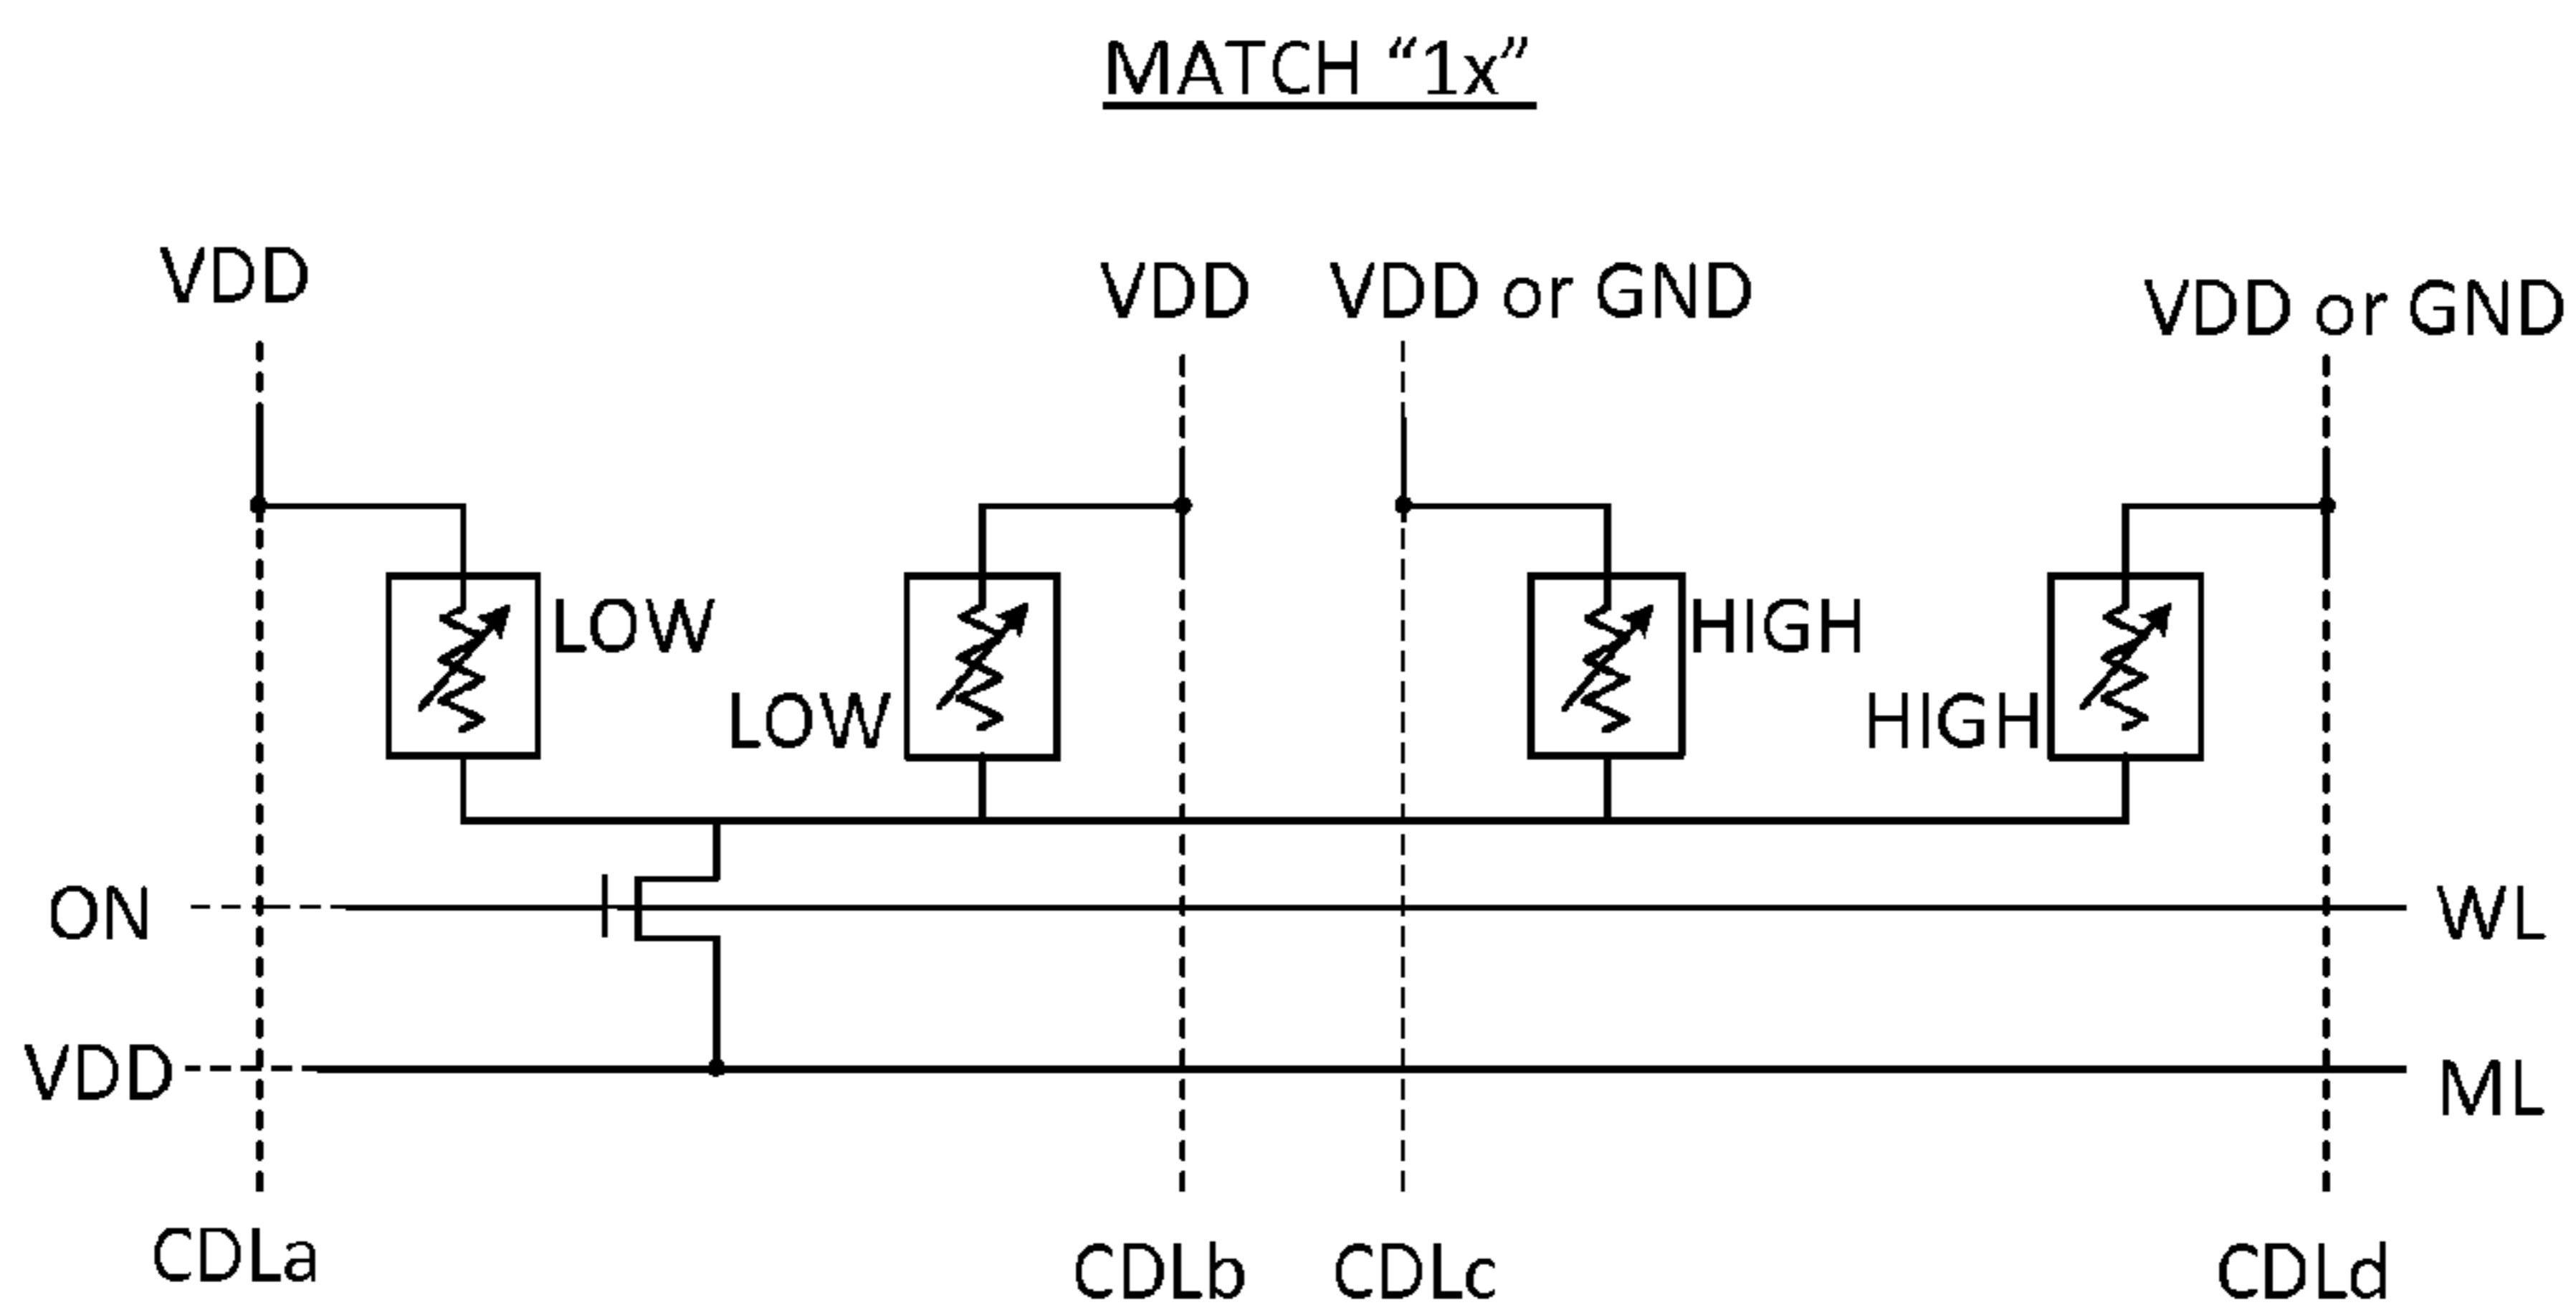 MATCH “1x”
VDD
VDD
VDD or GND
VDD or GND
LOW
LOW
HIGH
HIGH
ON
WL
VDD
ML
CDLa
CDLb
CDLc
CDLd